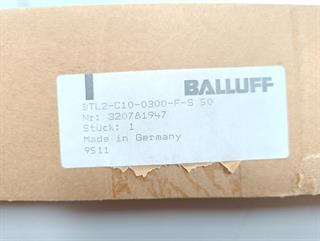 BALLUFF
BTL2-C10-0300-F-S 50
Nr: 320781947
Stück: 1
Made in Germany
9511